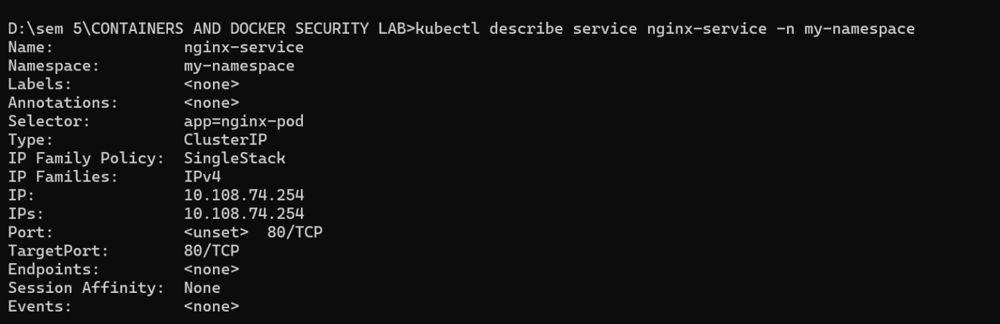 D:\sem 5\CONTAINERS AND DOCKER SECURITY LAB>kubectl describe service nginx-service -n my-namespace
Name:              nginx-service
Namespace:         my-namespace
Labels:            <none>
Annotations:       <none>
Selector:          app=nginx-pod
Type:              ClusterIP
IP Family Policy:  SingleStack
IP Families:       IPv4
IP:                10.108.74.254
IPs:               10.108.74.254
Port:              <unset>  80/TCP
TargetPort:        80/TCP
Endpoints:         <none>
Session Affinity:  None
Events:            <none>